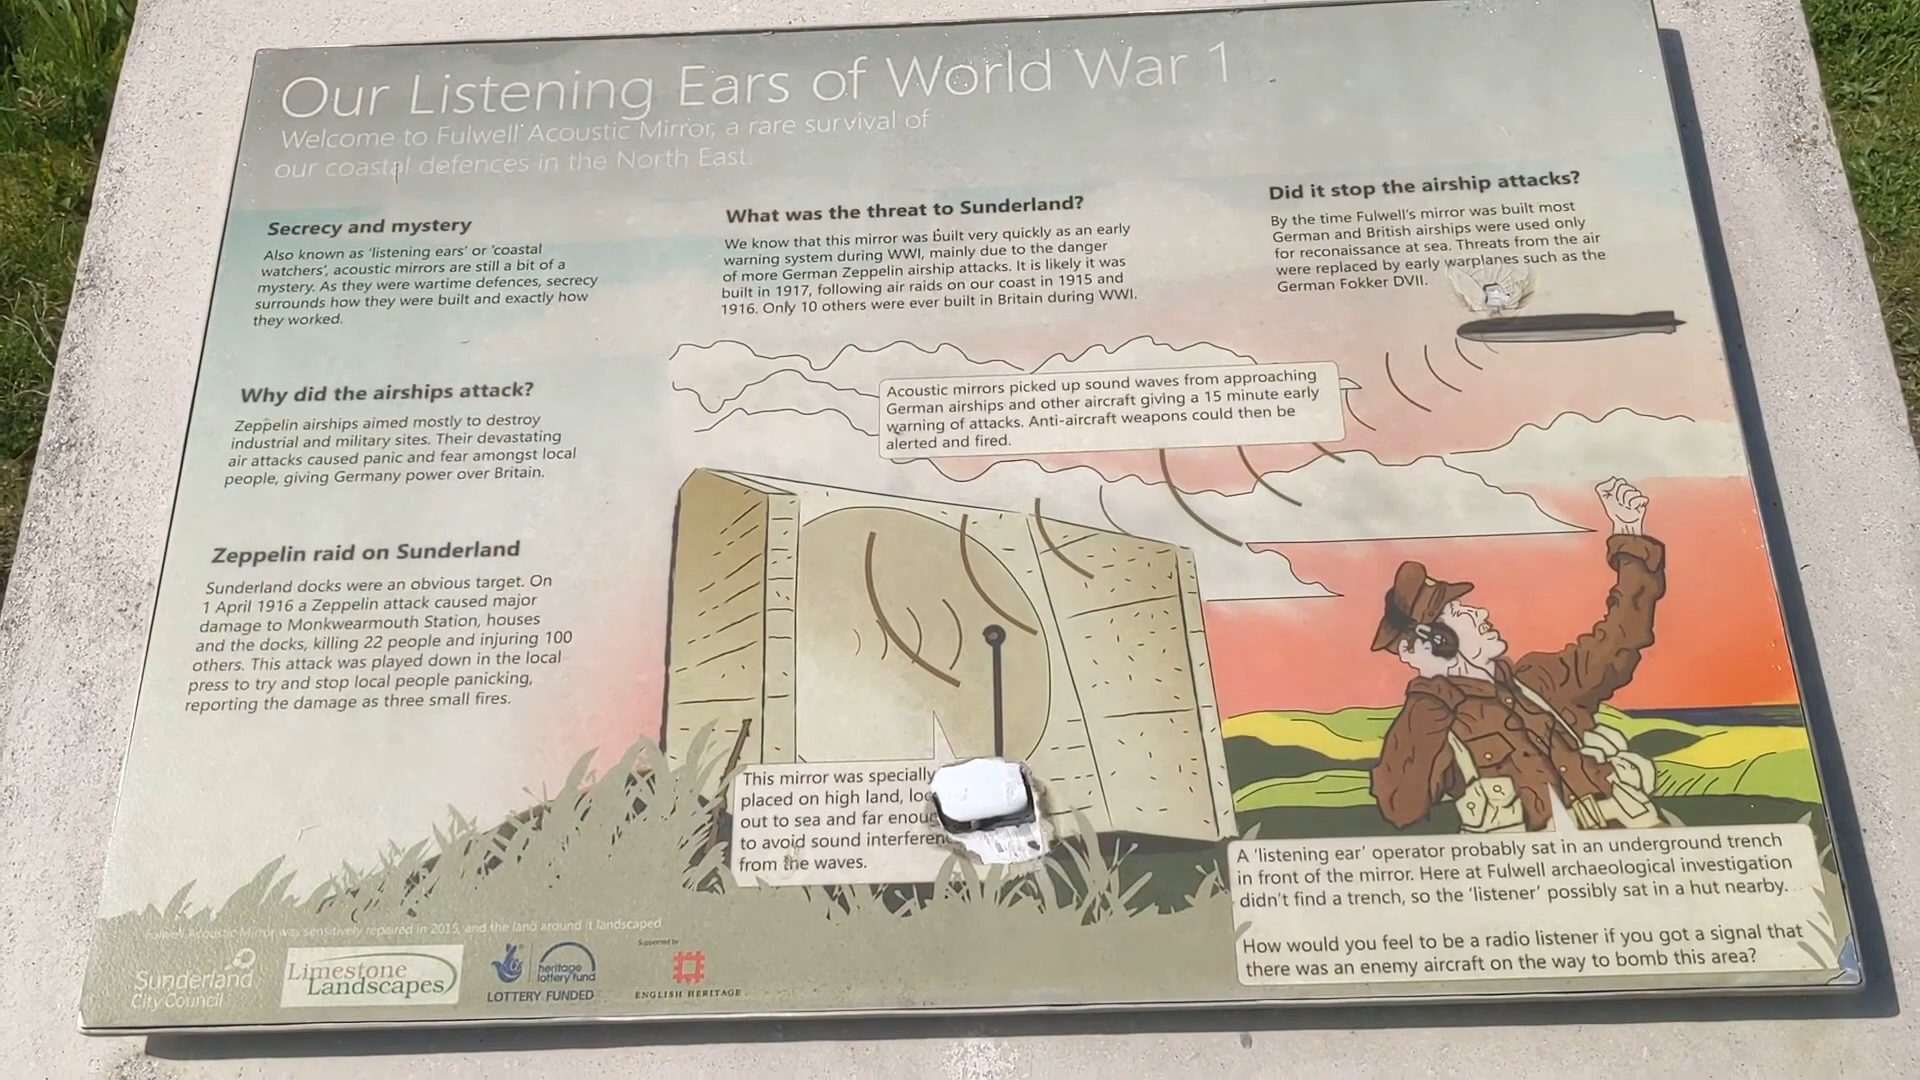 Our Listening Ears of World War 1
Welcome to Fulwell Acoustic Mirror, a rare survival of
our coastal defences in the North East.
Secrecy and mystery
Also known as 'listening ears' or 'coastal
watchers', acoustic mirrors are still a bit of a
mystery. As they were wartime defences, secrecy
surrounds how they were built and exactly how
they worked.
Why did the airships attack?
Zeppelin airships aimed mostly to destroy
industrial and military sites. Their devastating
air attacks caused panic and fear amongst local
people, giving Germany power over Britain.
Zeppelin raid on Sunderland
Sunderland docks were an obvious target. On
1 April 1916 a Zeppelin attack caused major
damage to Monkwearmouth Station, houses
and the docks, killing 22 people and injuring 100
others. This attack was played down in the local
press to try and stop local people panicking,
reporting the damage as three small fires.
What was the threat to Sunderland?
We know that this mirror was built very quickly as an early
warning system during WWI, mainly due to the danger
of more German Zeppelin airship attacks. It is likely it was
built in 1917, following air raids on our coast in 1915 and
1916. Only 10 others were ever built in Britain during WWI.
Did it stop the airship attacks?
By the time Fulwell's mirror was built most
German and British airships were used only
for reconaissance at sea. Threats from the air
were replaced by early warplanes such as the
German Fokker DVII.
Acoustic mirrors picked up sound waves from approaching
German airships and other aircraft giving a 15 minute early
warning of attacks. Anti-aircraft weapons could then be
alerted and fired.
This mirror was specially
placed on high land,
out to sea and far
to avoid sound
from the waves.
A 'listening ear' operator probably sat in an underground trench
in front of the mirror. Here at Fulwell archaeological investigation
didn't find a trench, so the 'listener' possibly sat in a hut nearby.
How would you feel to be a radio listener if you got a signal that
there was an enemy aircraft on the way to bomb this area?
Fulwell Acoustic Mirror was sensitively repaired in 2015, and the land around it landscaped.
Sunderland
City Council
Limestone
Landscapes
heritage
lottery fund
LOTTERY FUNDED
Supported by
ENGLISH HERITAGE